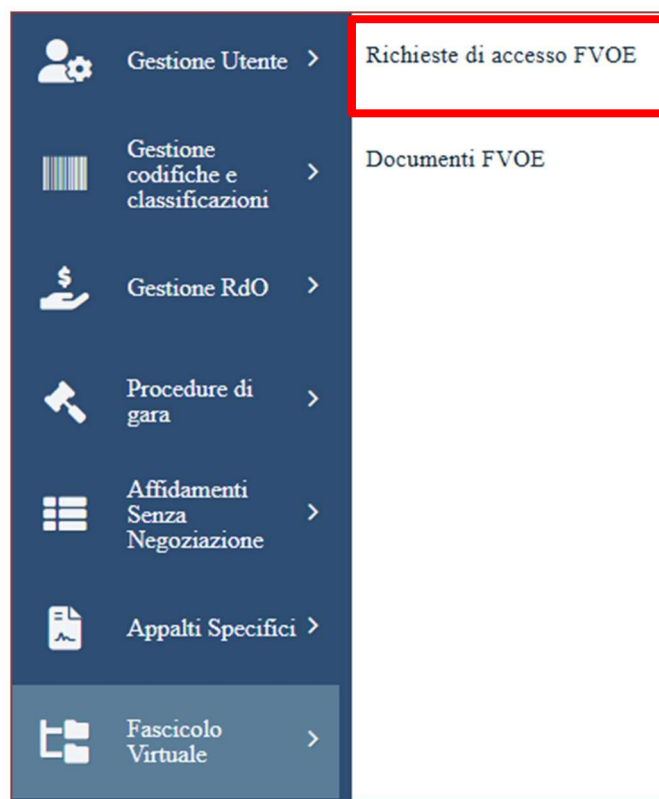 Gestione Utente
Richieste di accesso FVOE
Gestione
codifiche e
classificazioni
Documenti FVOE
Gestione RdO
Procedure di
gara
Affidamenti
Senza
Negoziazione
Appalti Specifici
Fascicolo
Virtuale